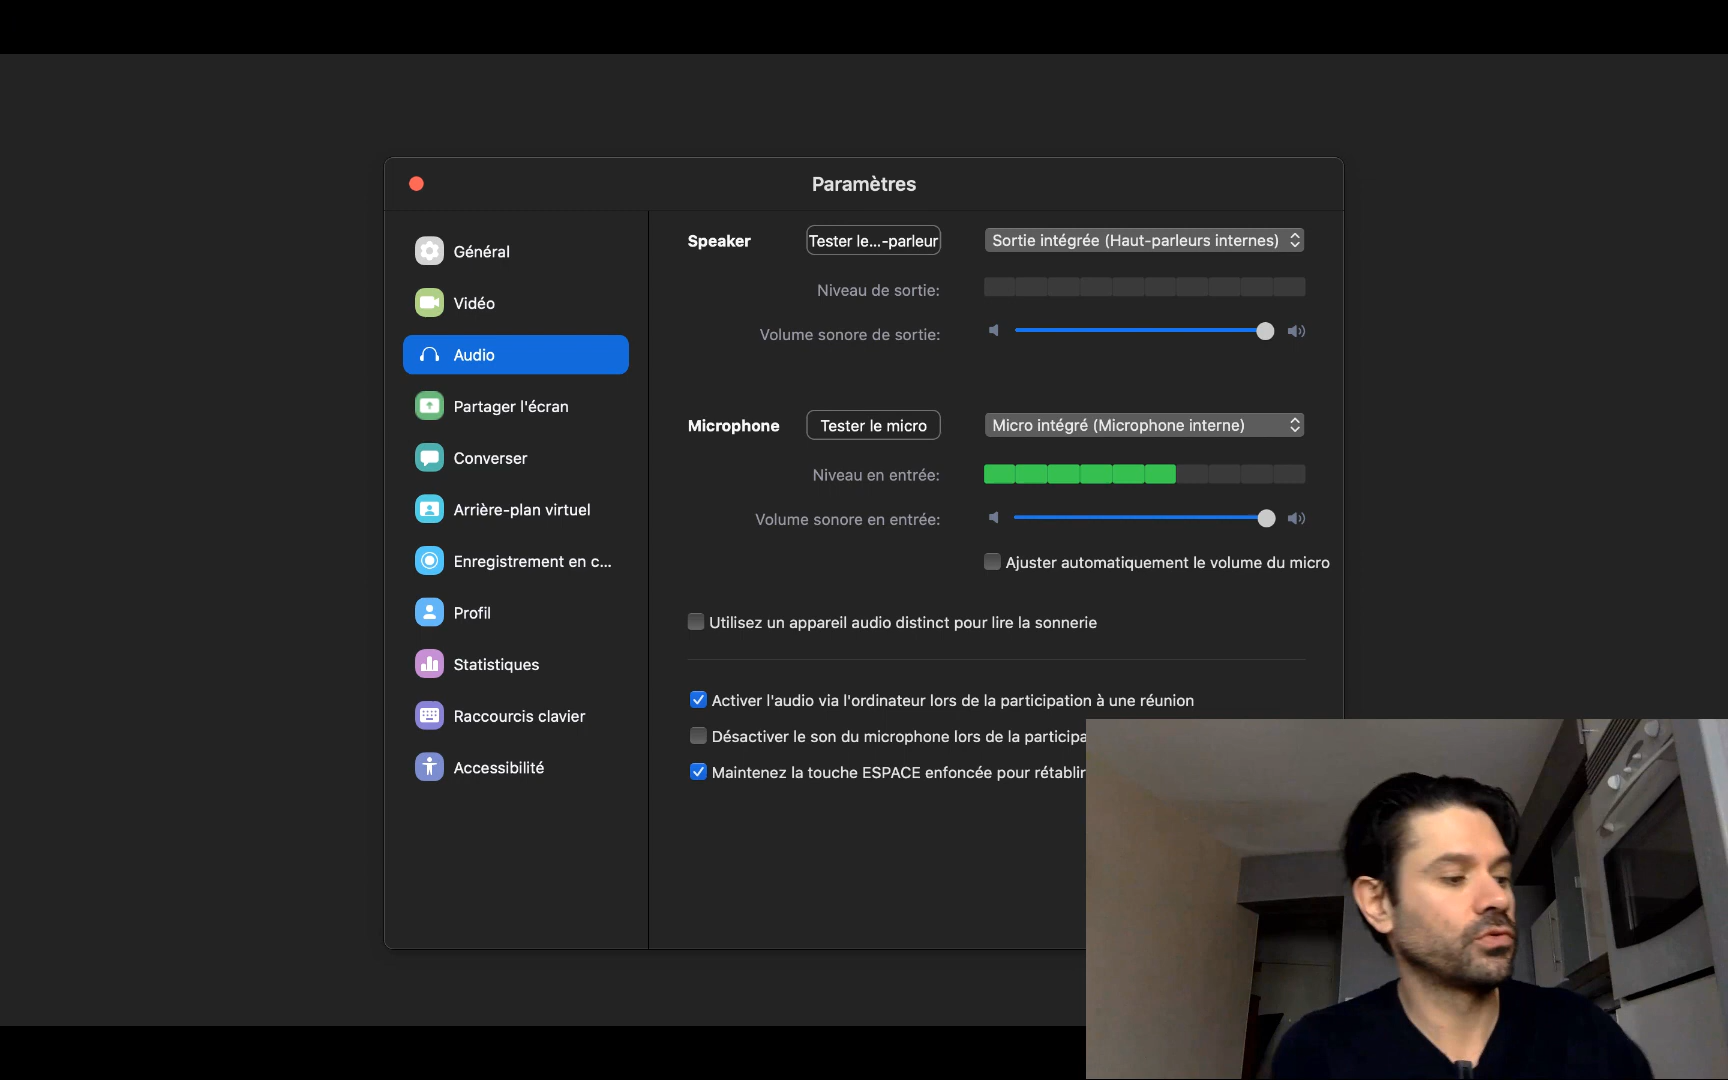 Paramètres
Général
Vidéo
Audio
Partager l'écran
Converser
Arrière-plan virtuel
Enregistrement en c...
Profil
Statistiques
Raccourcis clavier
Accessibilité
Speaker
Tester le...-parleur
Sortie intégrée (Haut-parleurs internes)
Niveau de sortie:
Volume sonore de sortie:
Microphone
Tester le micro
Micro intégré (Microphone interne)
Niveau en entrée:
Volume sonore en entrée:
Ajuster automatiquement le volume du micro
Utilisez un appareil audio distinct pour lire la sonnerie
Activer l'audio via l'ordinateur lors de la participation à une réunion
Désactiver le son du microphone lors de la participa
Maintenez la touche ESPACE enfoncée pour rétablir